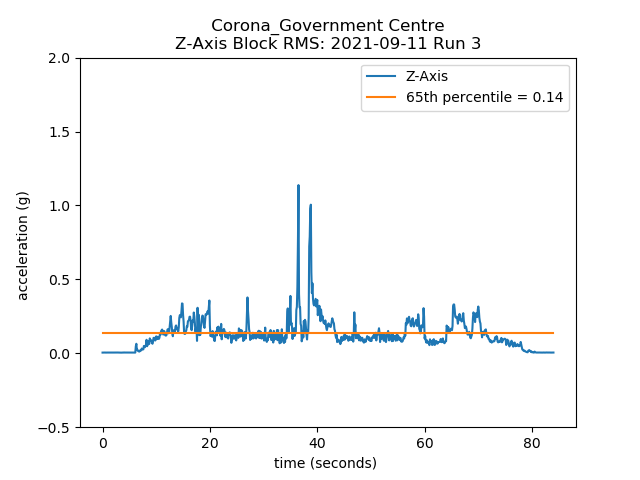 Corona_Government Centre
Z-Axis Block RMS: 2021-09-11 Run 3
Z-Axis
65th percentile = 0.14
acceleration (g)
2.0
1.5
1.0
0.5
0.0
−0.5
0 20 40 60 80
time (seconds)